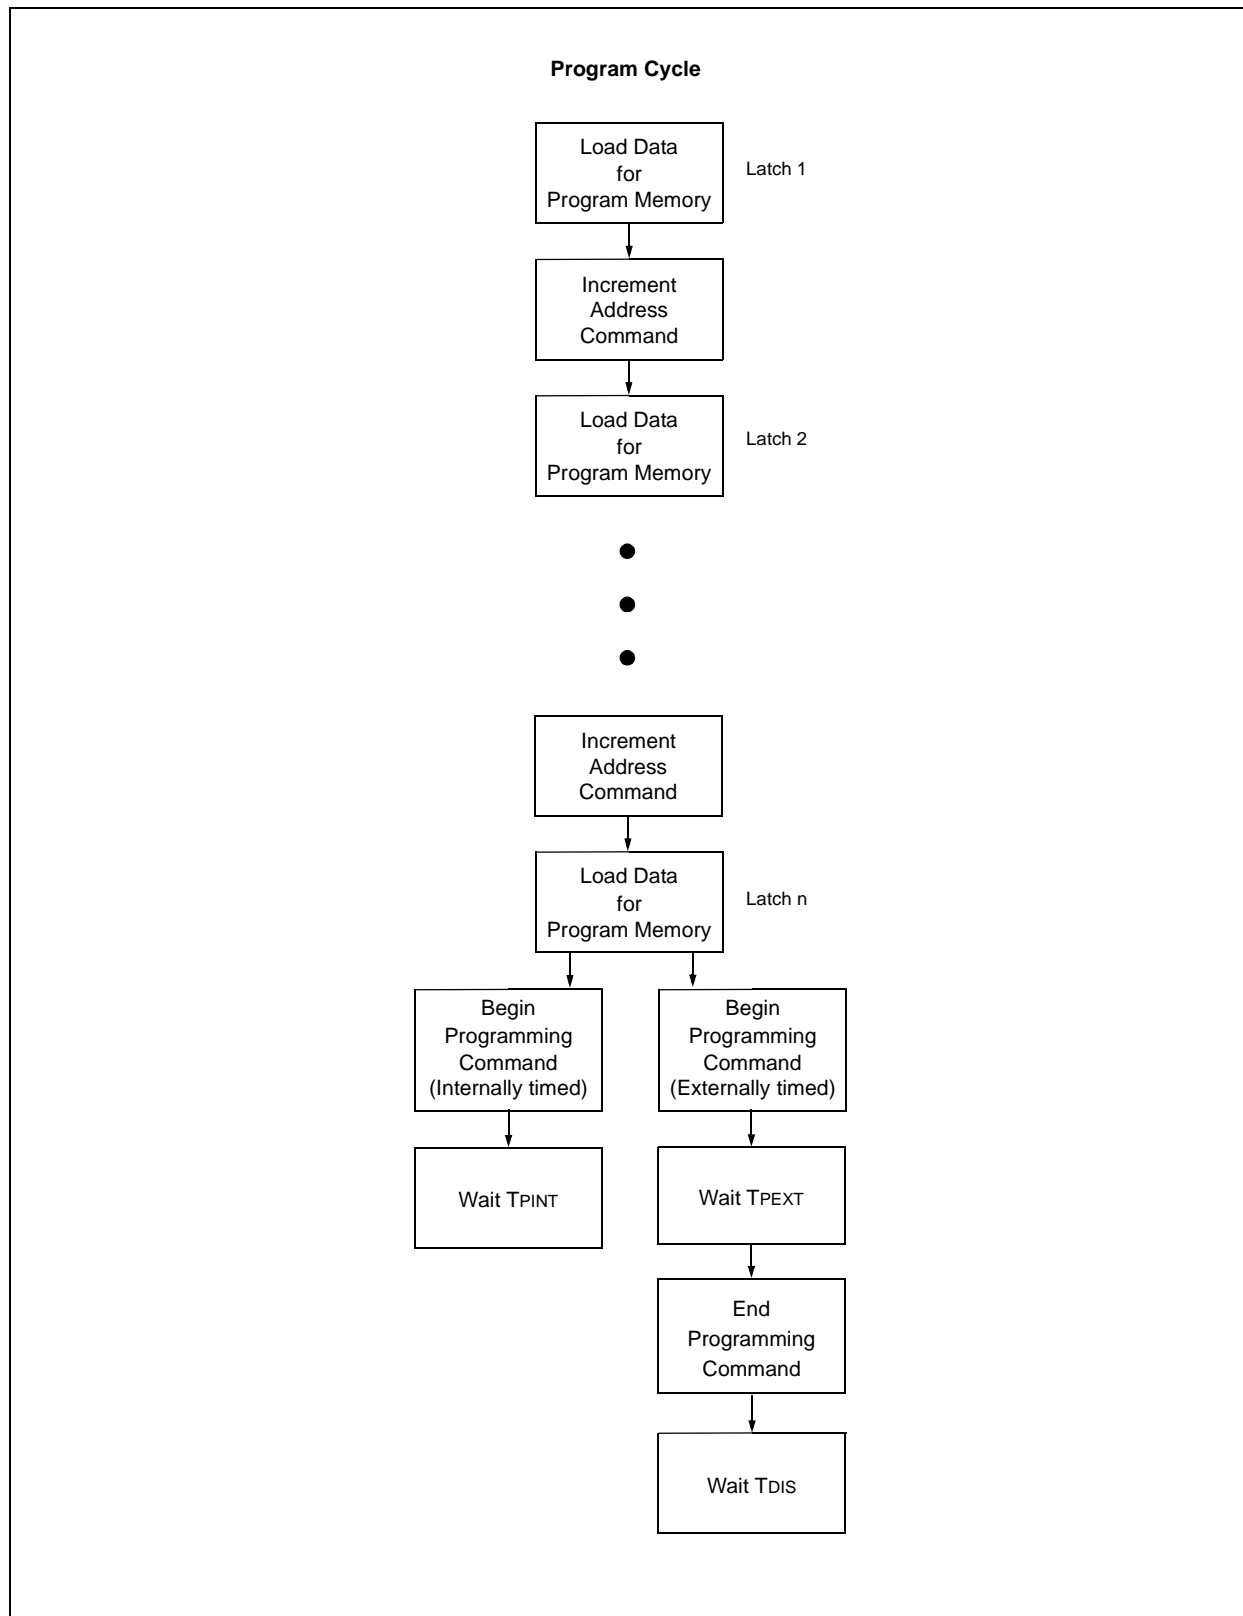 Program Cycle
Load Data
for
Program Memory
Latch 1
Increment
Address
Command
Load Data
for
Program Memory
Latch 2
Increment
Address
Command
Load Data
for
Program Memory
Latch n
Begin
Programming
Command
(Internally timed)
Begin
Programming
Command
(Externally timed)
Wait TPINT
Wait TPEXT
End
Programming
Command
Wait TDIS